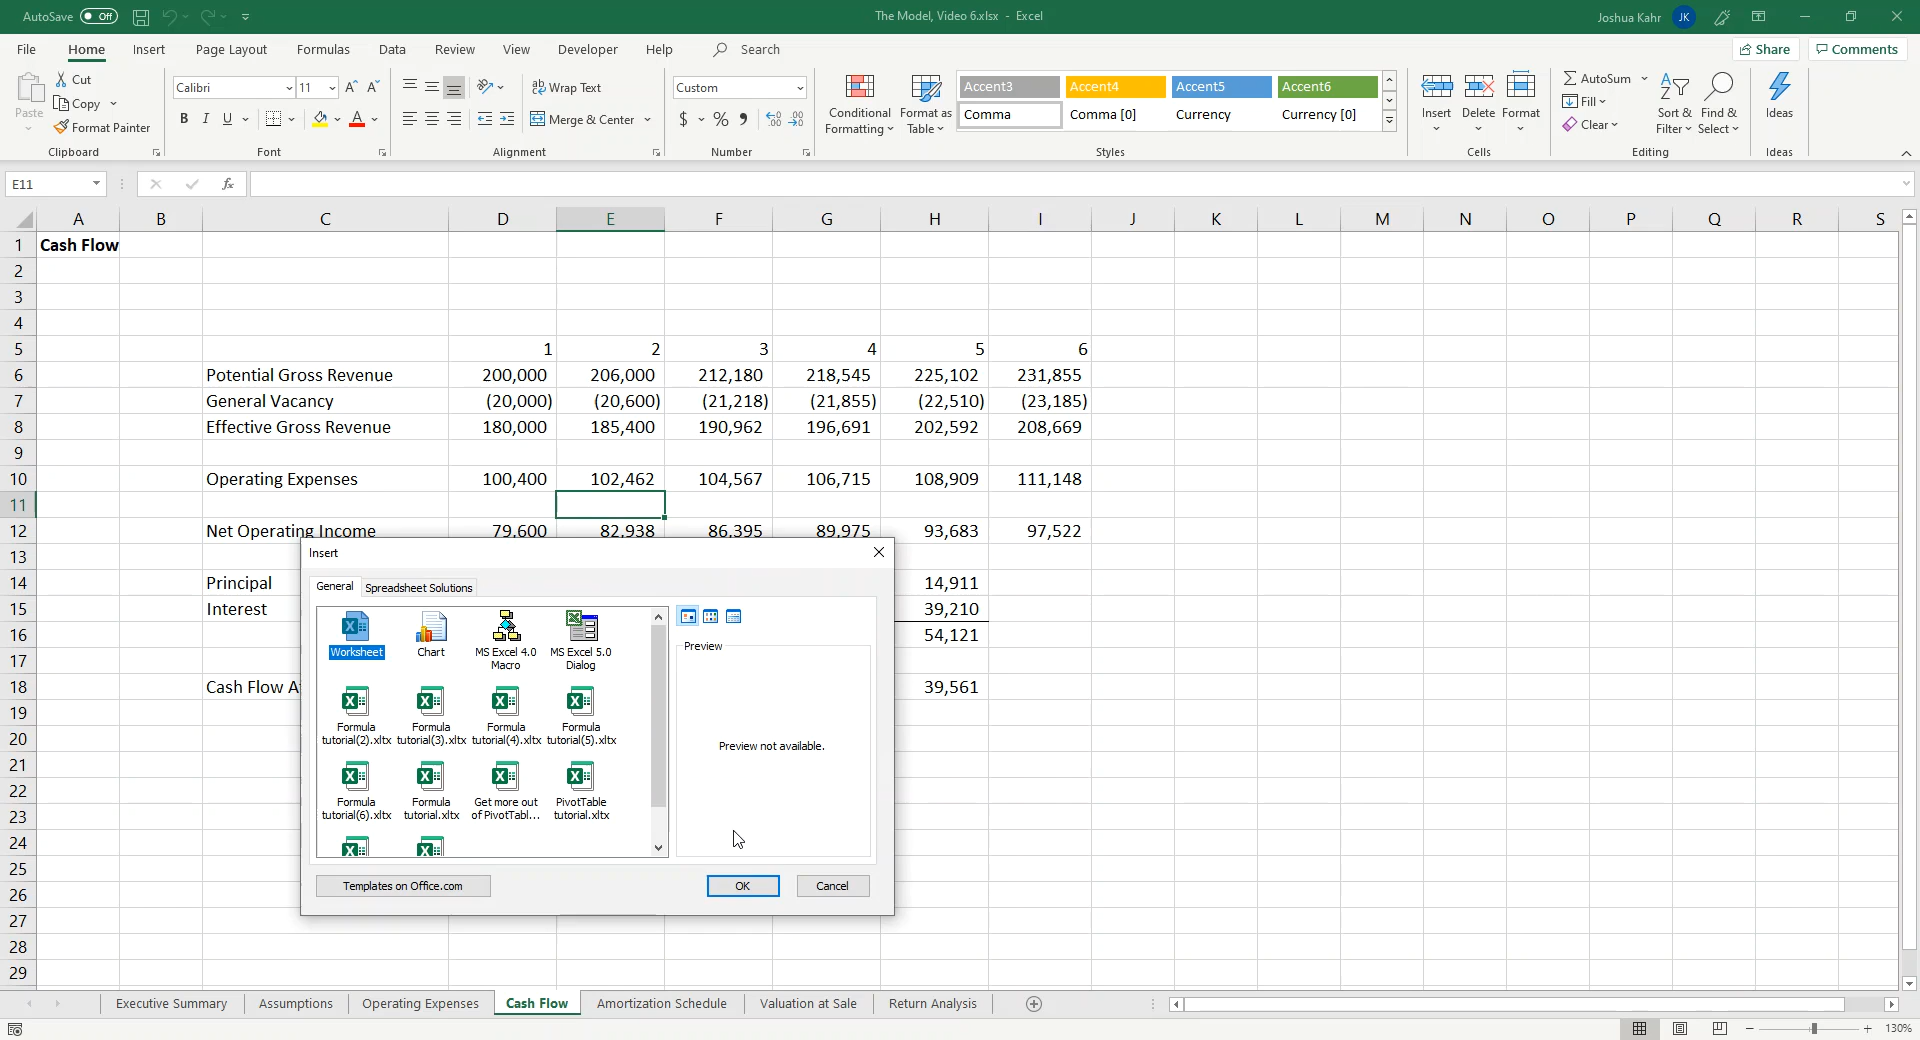 AutoSave Off
The Model, Video 6.xlsx - Excel
Joshua Kahr JK
File Home Insert Page Layout Formulas Data Review View Developer Help Search
Share Comments
Paste
Cut
Copy
Format Painter
Clipboard
Calibri 11
B I U
Font
Wrap Text
Merge & Center
Alignment
Custom
$ % 9
Number
Conditional Formatting
Format as Table
Accent3 Accent4 Accent5 Accent6
Comma Comma [0] Currency Currency [0]
Styles
Insert Delete Format
Cells
AutoSum
Fill
Clear
Sort & Filter
Find & Select
Editing
Ideas
Ideas
E11 fx
A B C D E F G H I J K L M N O P Q R S
1 Cash Flow
2
3
4
5 1 2 3 4 5 6
6 Potential Gross Revenue 200,000 206,000 212,180 218,545 225,102 231,855
7 General Vacancy (20,000) (20,600) (21,218) (21,855) (22,510) (23,185)
8 Effective Gross Revenue 180,000 185,400 190,962 196,691 202,592 208,669
9
10 Operating Expenses 100,400 102,462 104,567 106,715 108,909 111,148
11
12 Net Operating Income 79,600 82,938 86,395 89,975 93,683 97,522
13
14 Principal 14,911
15 Interest 39,210
16 54,121
17
18 Cash Flow A 39,561
19
20
21
22
23
24
25
26
27
28
29
Insert
General Spreadsheet Solutions
Worksheet
Chart
MS Excel 4.0 Macro
MS Excel 5.0 Dialog
Formula tutorial(2).xltx
Formula tutorial(3).xltx
Formula tutorial(4).xltx
Formula tutorial(5).xltx
Formula tutorial(6).xltx
Formula tutorial.xltx
Get more out of PivotTabl...
PivotTable tutorial.xltx
Preview
Preview not available.
Templates on Office.com OK Cancel
Executive Summary Assumptions Operating Expenses Cash Flow Amortization Schedule Valuation at Sale Return Analysis
130%